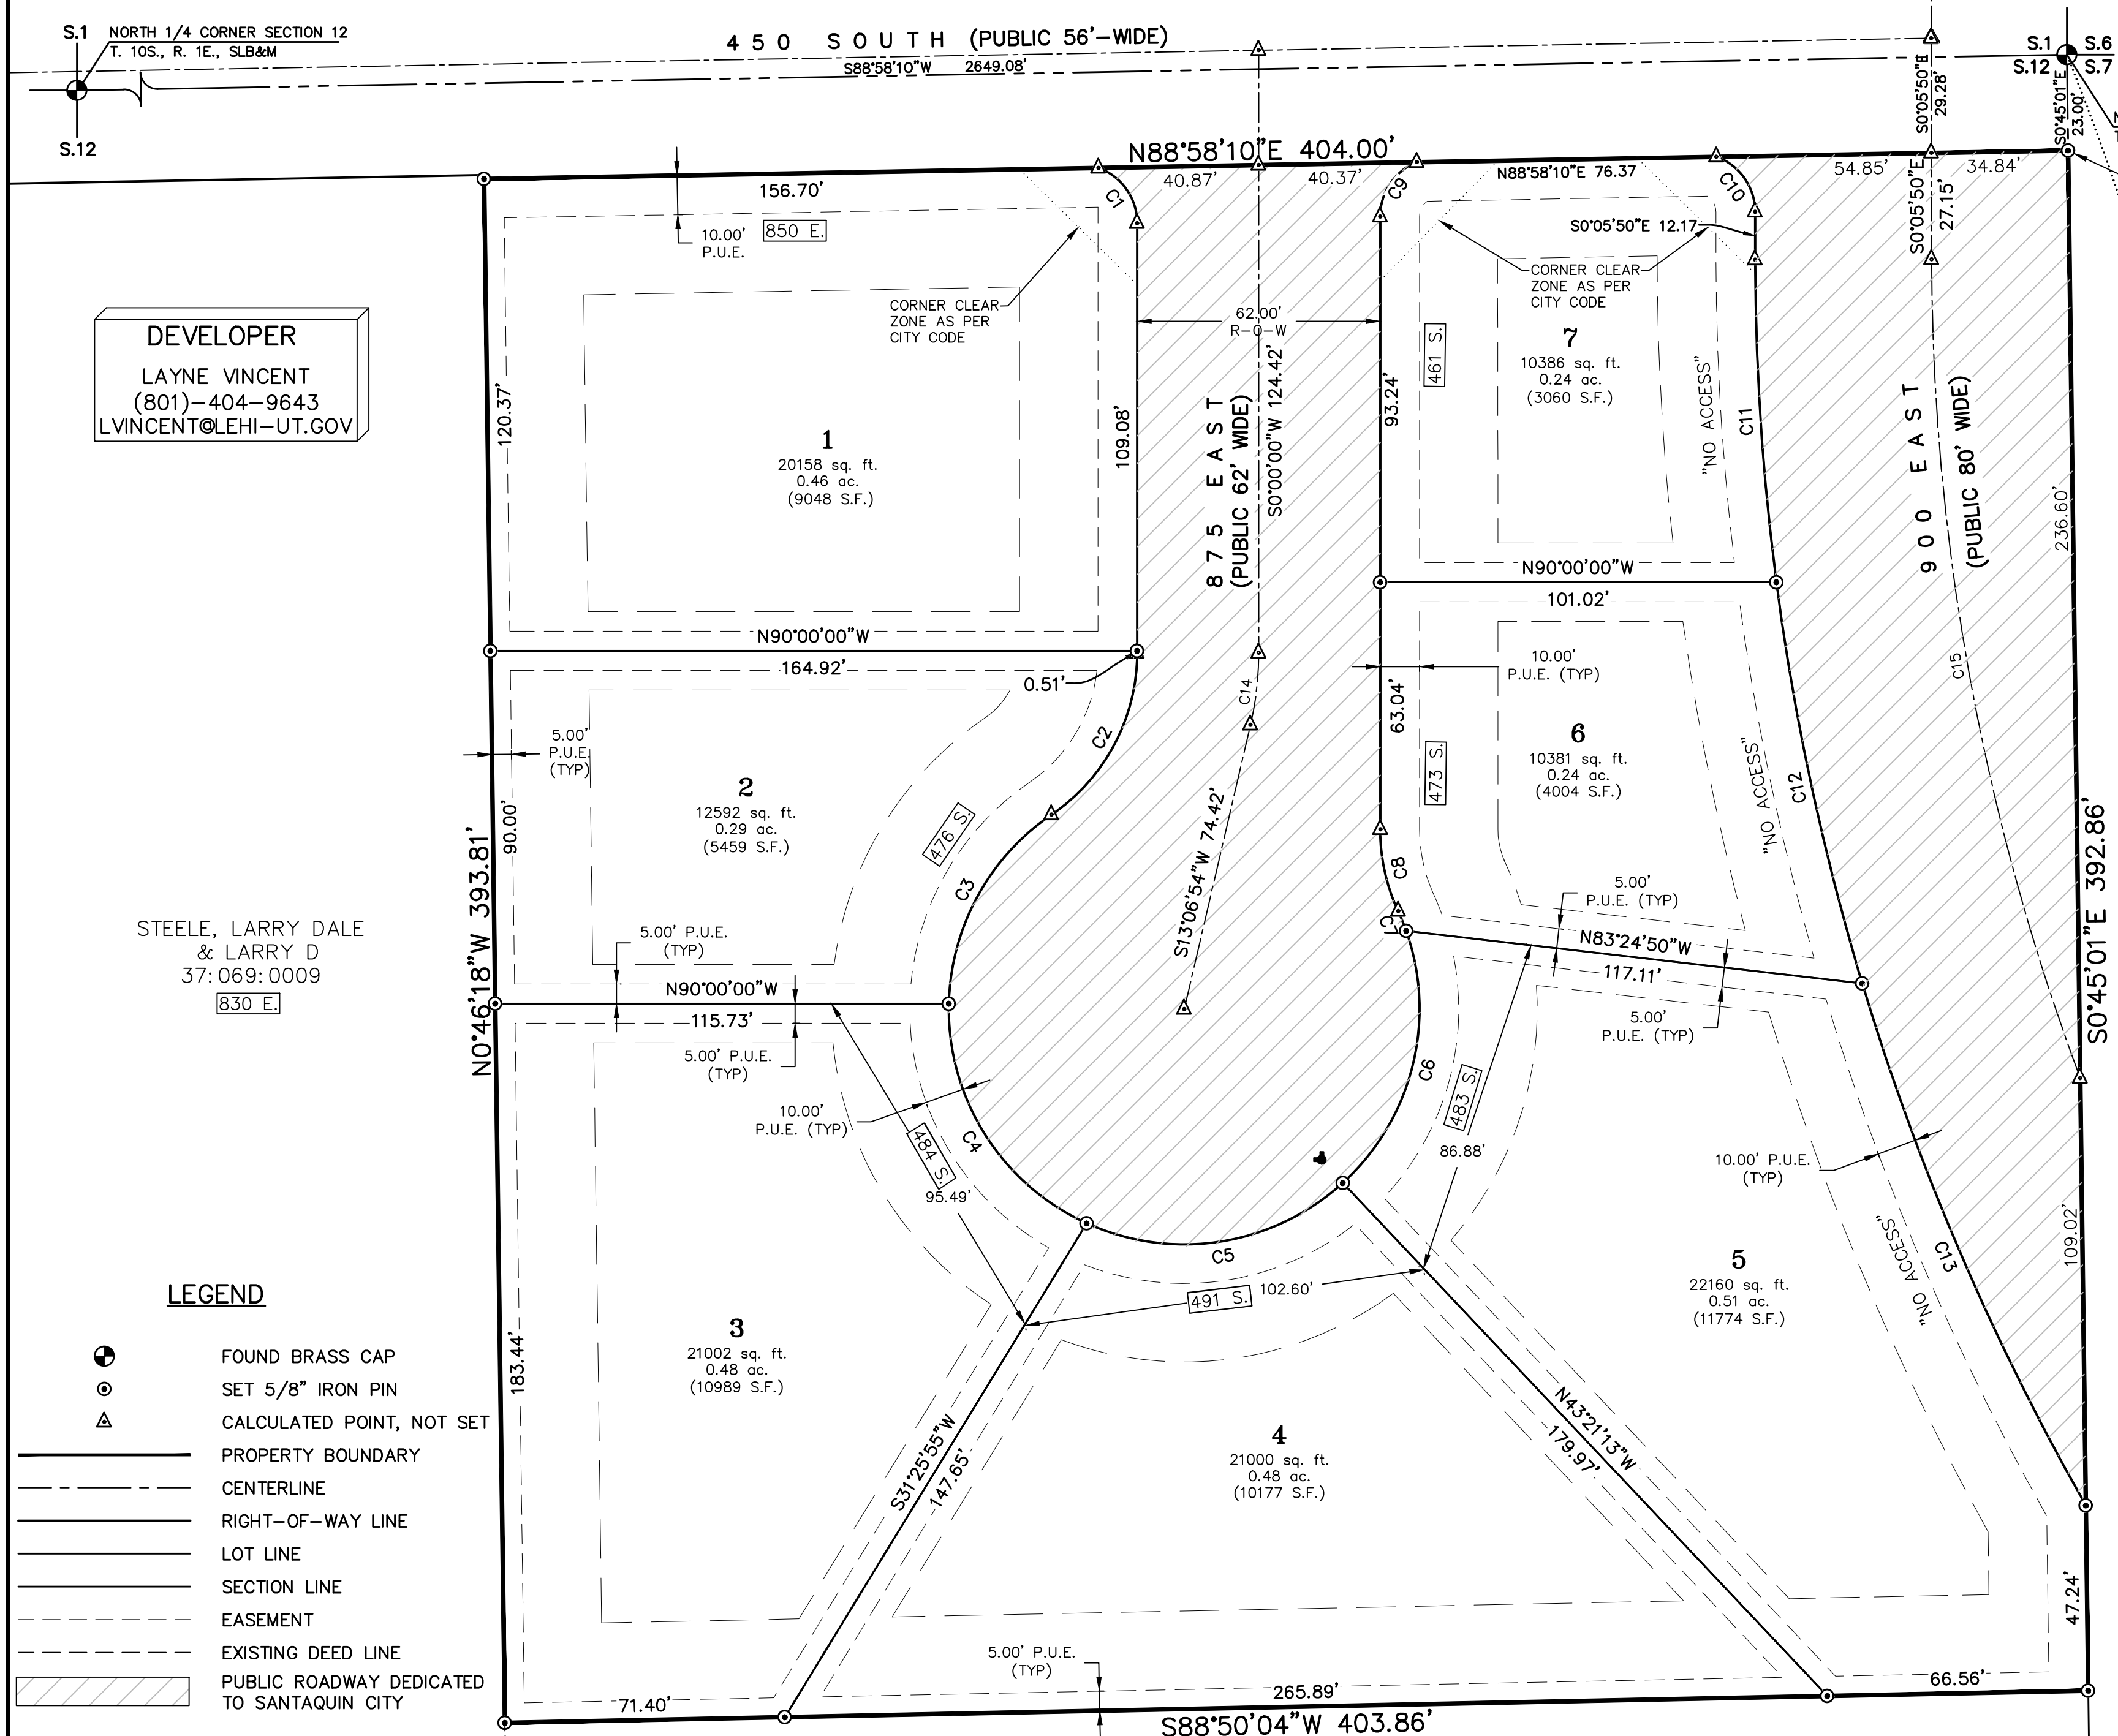 S.1
NORTH 1/4 CORNER SECTION 12
T. 10S., R. 1E., SLB&M
S.12
450 SOUTH (PUBLIC 56'-WIDE)
S88°58'10"W 2649.08'
S.1
S.6
S.12
S.7
S0°05'50"E
29.28'
S0°45'01"E
23.00'
N88°58'10"E 404.00'
156.70'
40.87'
40.37'
N88°58'10"E 76.37
54.85'
34.84'
C1
C9
C10
S0°05'50"E
27.15'
10.00'
P.U.E.
850 E.
S0°05'50"E 12.17
CORNER CLEAR
ZONE AS PER
CITY CODE
CORNER CLEAR
ZONE AS PER
CITY CODE
62.00'
R-O-W
DEVELOPER
LAYNE VINCENT
(801)-404-9643
LVINCENT@LEHI-UT.GOV
120.37'
1
20158 sq. ft.
0.46 ac.
(9048 S.F.)
109.08'
875 EAST
(PUBLIC 62' WIDE)
S0°00'00"W 124.42'
93.24'
461 S.
7
10386 sq. ft.
0.24 ac.
(3060 S.F.)
"NO ACCESS"
C11
900 EAST
(PUBLIC 80' WIDE)
236.60'
N90°00'00"W
101.02'
N90°00'00"W
164.92'
0.51'
C14
C15
10.00'
P.U.E. (TYP)
63.04'
5.00'
P.U.E.
(TYP)
90.00'
2
12592 sq. ft.
0.29 ac.
(5459 S.F.)
C2
476 S.
C3
473 S.
6
10381 sq. ft.
0.24 ac.
(4004 S.F.)
"NO ACCESS"
C12
S13°06'54"W 74.42'
C8
C7
5.00'
P.U.E. (TYP)
N83°24'50"W
117.11'
5.00'
P.U.E. (TYP)
N0°46'18"W 393.81'
S0°45'01"E 392.86'
STEELE, LARRY DALE
& LARRY D
37:069:0009
830 E.
5.00' P.U.E.
(TYP)
N90°00'00"W
115.73'
5.00' P.U.E.
(TYP)
10.00'
P.U.E. (TYP)
C4
484 S.
95.49'
C6
483 S.
86.88'
10.00' P.U.E.
(TYP)
"NO ACCESS"
C13
109.02'
C5
491 S.
102.60'
5
22160 sq. ft.
0.51 ac.
(11774 S.F.)
3
21002 sq. ft.
0.48 ac.
(10989 S.F.)
183.44'
S31°25'55"W
147.65'
4
21000 sq. ft.
0.48 ac.
(10177 S.F.)
N43°21'13"W
179.97'
47.24'
LEGEND
FOUND BRASS CAP
SET 5/8" IRON PIN
CALCULATED POINT, NOT SET
PROPERTY BOUNDARY
CENTERLINE
RIGHT-OF-WAY LINE
LOT LINE
SECTION LINE
EASEMENT
EXISTING DEED LINE
PUBLIC ROADWAY DEDICATED
TO SANTAQUIN CITY
5.00' P.U.E.
(TYP)
71.40'
265.89'
66.56'
S88°50'04"W 403.86'